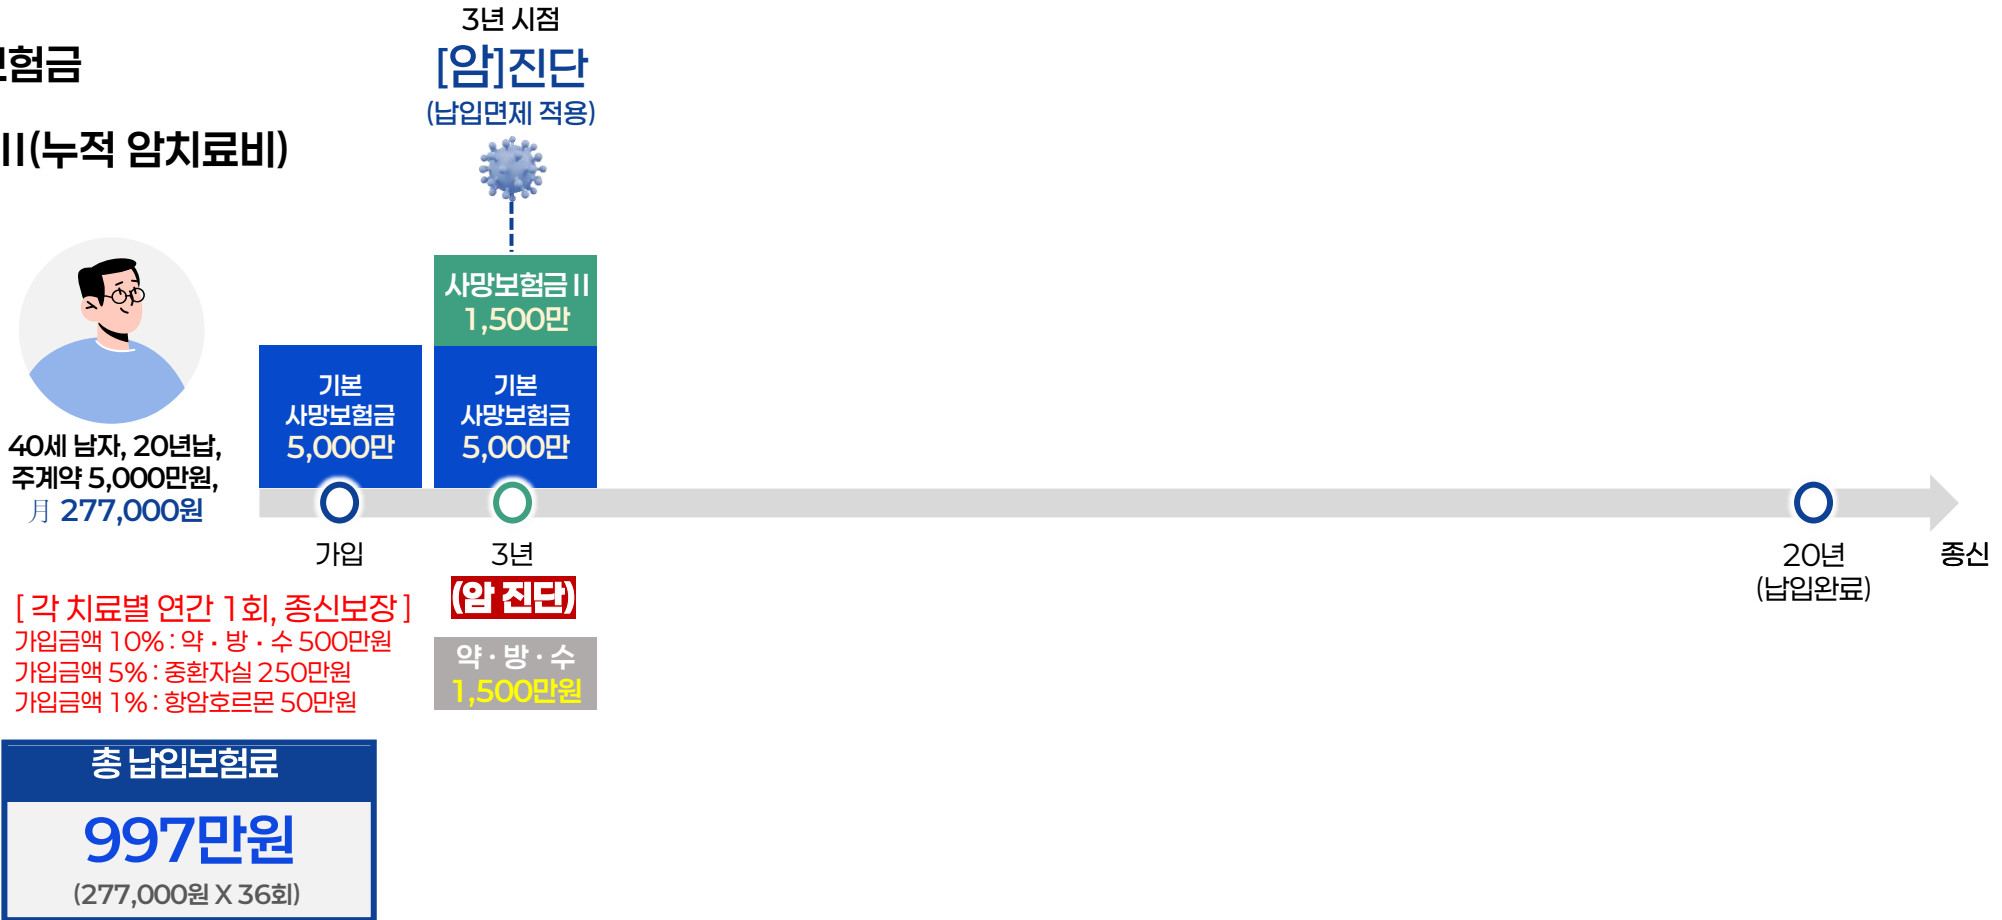 3년 시점
[암]진단
(납입면제 적용)
보험금
II(누적 암치료비)
사망보험금 II
1,500만
기본
사망보험금
5,000만
기본
사망보험금
5,000만
40세 남자, 20년납,
주계약 5,000만원,
月 277,000원
가입
3년
20년
(납입완료)
종신
(암 진단)
[ 각 치료별 연간 1회, 종신보장 ]
가입금액 10% : 약 · 방 · 수 500만원
가입금액 5% : 중환자실 250만원
가입금액 1% : 항암호르몬 50만원
약 · 방 · 수
1,500만원
총 납입보험료
997만원
(277,000원 X 36회)